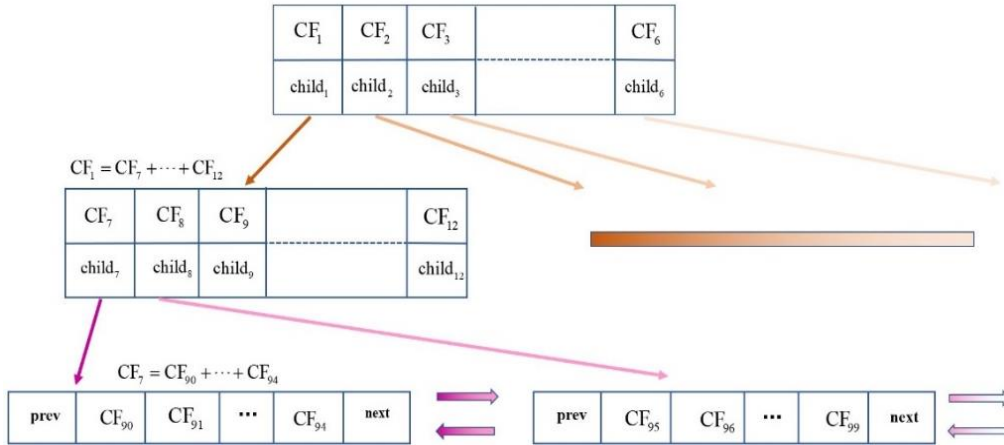 CF₁ CF₂ CF₃ CF₆
child₁ child₂ child₃ child₆
CF₁ = CF₇ + ⋯ + CF₁₂
CF₇ CF₈ CF₉ CF₁₂
child₇ child₈ child₉ child₁₂
CF₇ = CF₉₀ + ⋯ + CF₉₄
prev CF₉₀ CF₉₁ ... CF₉₄ next
prev CF₉₅ CF₉₆ ... CF₉₉ next